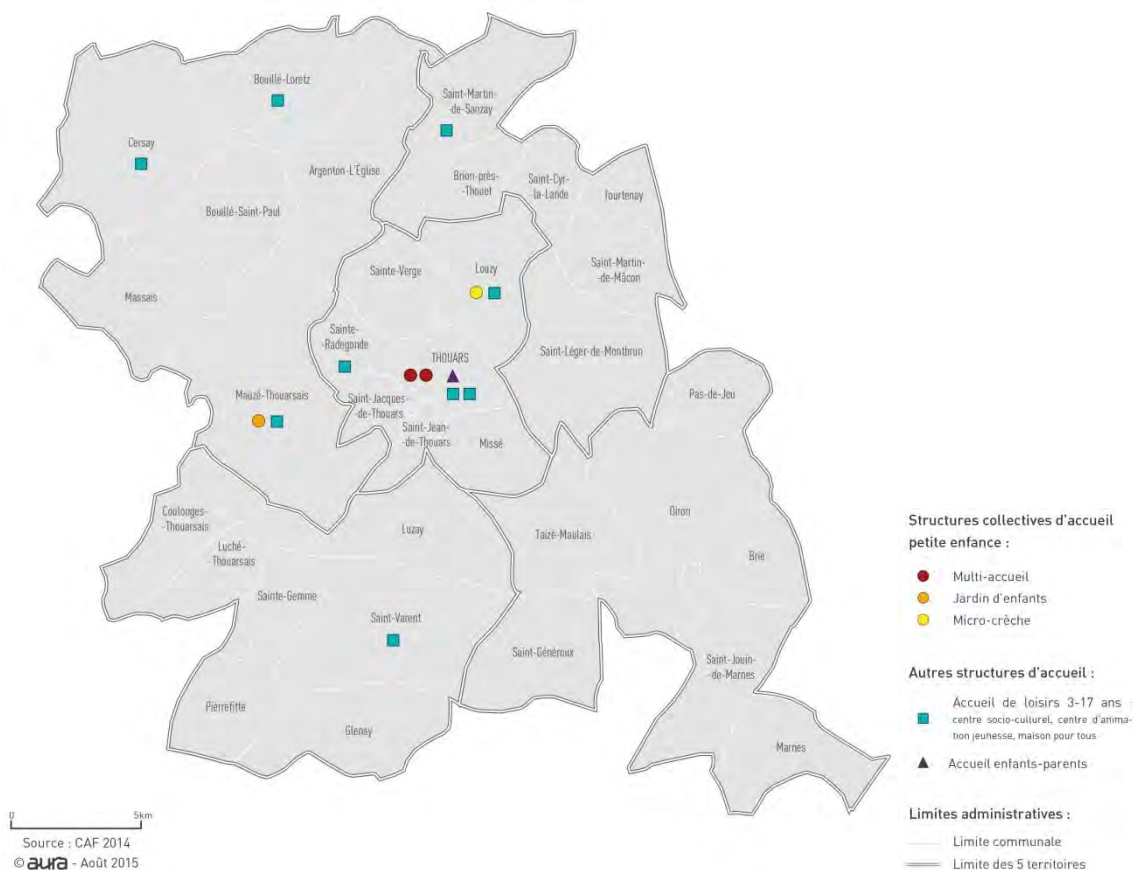 Bouillé-Loretz
Saint-Martin-
-de-Sanzay
Cersay
Argenton-L'Église
Brion-près-
-Thouet
Saint-Cyr-
-la-Lande
Tourtenay
Bouillé-Saint-Paul
Sainte-Verge
Louzy
Saint-Martin-
-de-Mâcon
Massais
Sainte-
-Radegonde
THOUARS
Saint-Léger-de-Montbrun
Mauzé-Thouarsais
Saint-Jacques-
-de-Thouars
Saint-Jean-
-de-Thouars
Missé
Pas-de-Jeu
Coulonges-
-Thouarsais
Luché-
-Thouarsais
Luzay
Taizé-Maulais
Oiron
Brie
Sainte-Gemme
Saint-Varent
Saint-Généroux
Saint-Jouin-
-de-Marnes
Pierrefitte
Glenay
Marnes
Structures collectives d'accueil
petite enfance :
Multi-accueil
Jardin d'enfants
Micro-crèche
Autres structures d'accueil :
Accueil de loisirs 3-17 ans :
centre socio-culturel, centre d'anima-
tion jeunesse, maison pour tous
Accueil enfants-parents
Limites administratives :
Limite communale
Limite des 5 territoires
0 5km
Source : CAF 2014
© aura - Août 2015